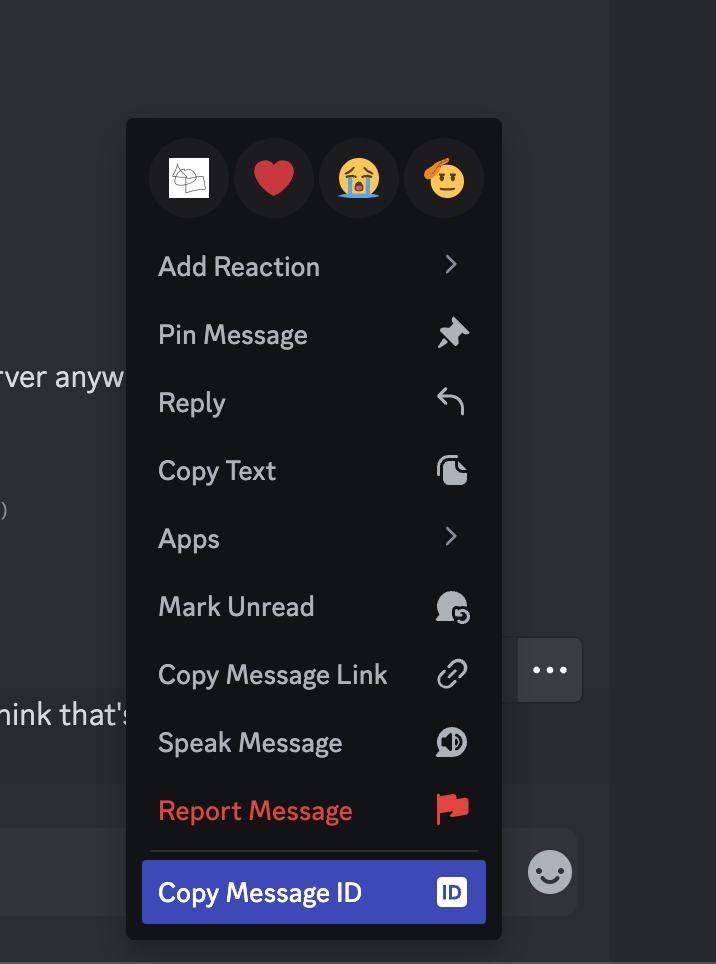 Add Reaction
Pin Message
rver anyw
Reply
Copy Text
)
Apps
Mark Unread
Copy Message Link
hink that's
Speak Message
Report Message
Copy Message ID
ID